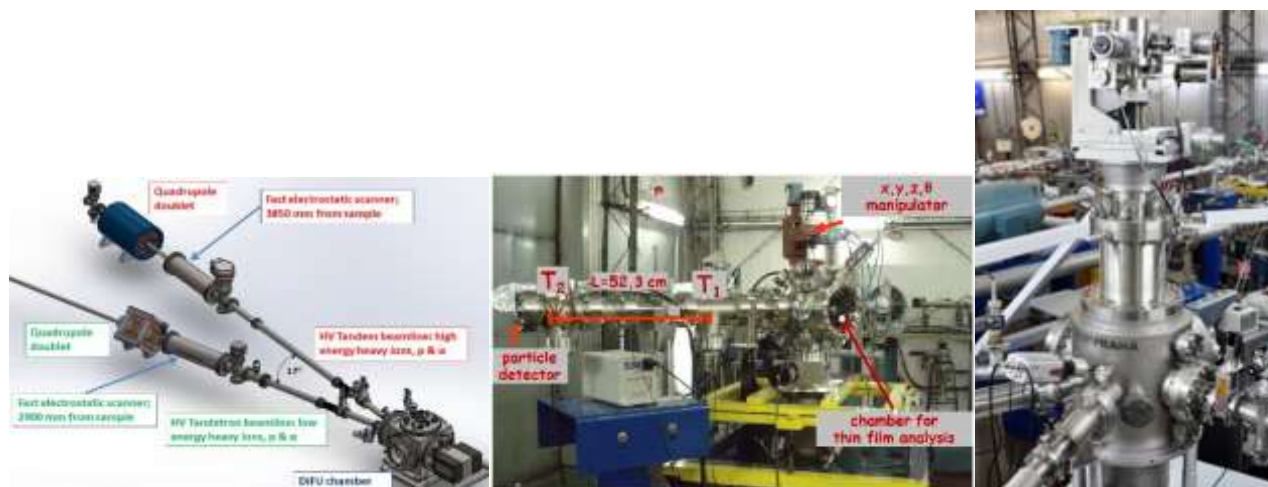 Quadrupole
doublet
Fast electrostatic scanner;
3850 mm from sample
Quadrupole
doublet
HV Tandem beamline: high
energy heavy ions, p & α
17°
Fast electrostatic scanner;
2900 mm from sample
HV Tandetron beamline: low
energy heavy ions, p & α
DiFU chamber
x,y,z,θ
manipulator
T2
L=52,3 cm
T1
particle
detector
chamber for
thin film analysis